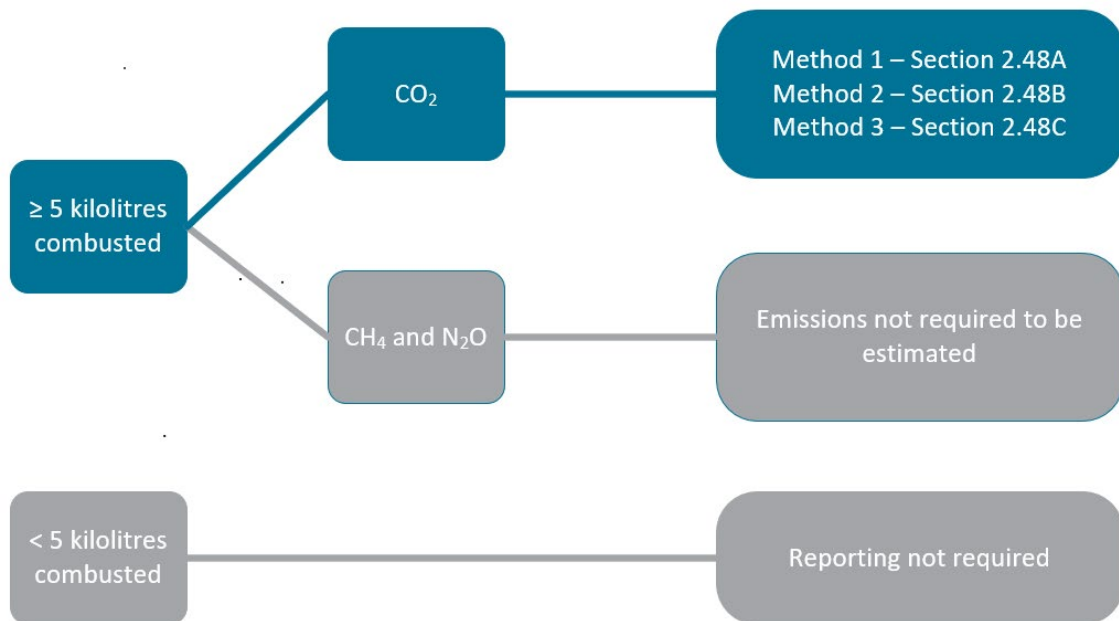 CO₂
Method 1 – Section 2.48A
Method 2 – Section 2.48B
Method 3 – Section 2.48C
≥ 5 kilolitres
combusted
CH₄ and N₂O
Emissions not required to be
estimated
< 5 kilolitres
combusted
Reporting not required